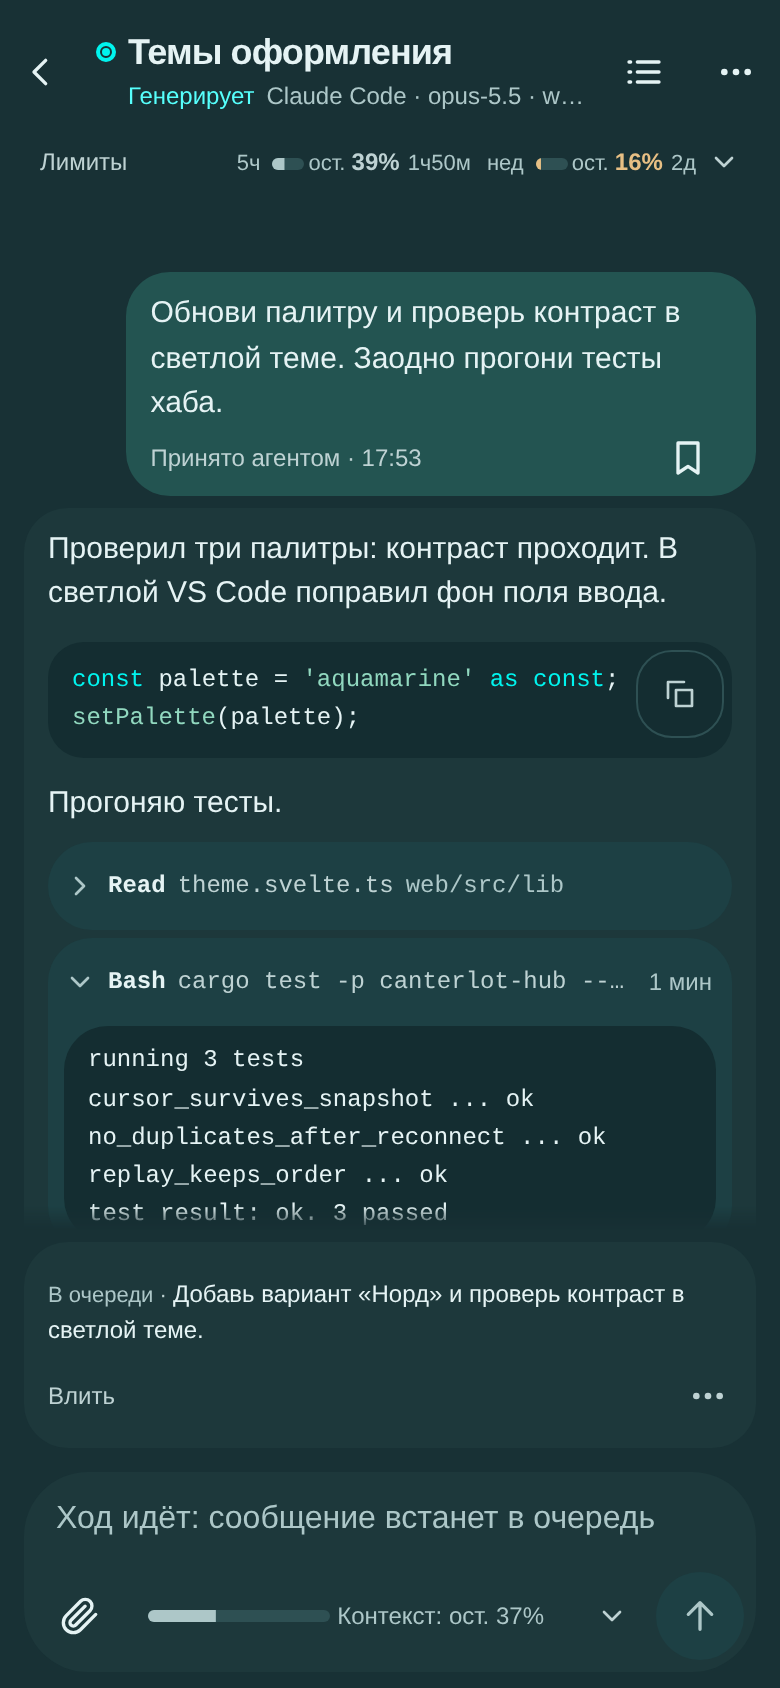 Темы оформления
Генерирует Claude Code · opus-5.5 · w…
Лимиты 5ч ост. 39% 1ч50м нед ост. 16% 2д
Обнови палитру и проверь контраст в
светлой теме. Заодно прогони тесты
хаба.
Принято агентом · 17:53
Проверил три палитры: контраст проходит. В
светлой VS Code поправил фон поля ввода.
const palette = 'aquamarine' as const;
setPalette(palette);
Прогоняю тесты.
Read theme.svelte.ts web/src/lib
Bash cargo test -p canterlot-hub --… 1 мин
running 3 tests
cursor_survives_snapshot ... ok
no_duplicates_after_reconnect ... ok
replay_keeps_order ... ok
test result: ok. 3 passed
В очереди · Добавь вариант «Норд» и проверь контраст в
светлой теме.
Влить
Ход идёт: сообщение встанет в очередь
Контекст: ост. 37%